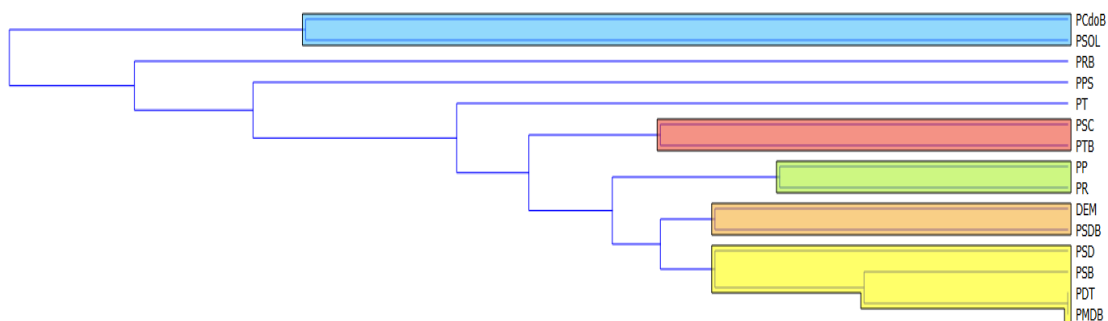 PCdoB
PSOL
PRB
PPS
PT
PSC
PTB
PP
PR
DEM
PSDB
PSD
PSB
PDT
PMDB